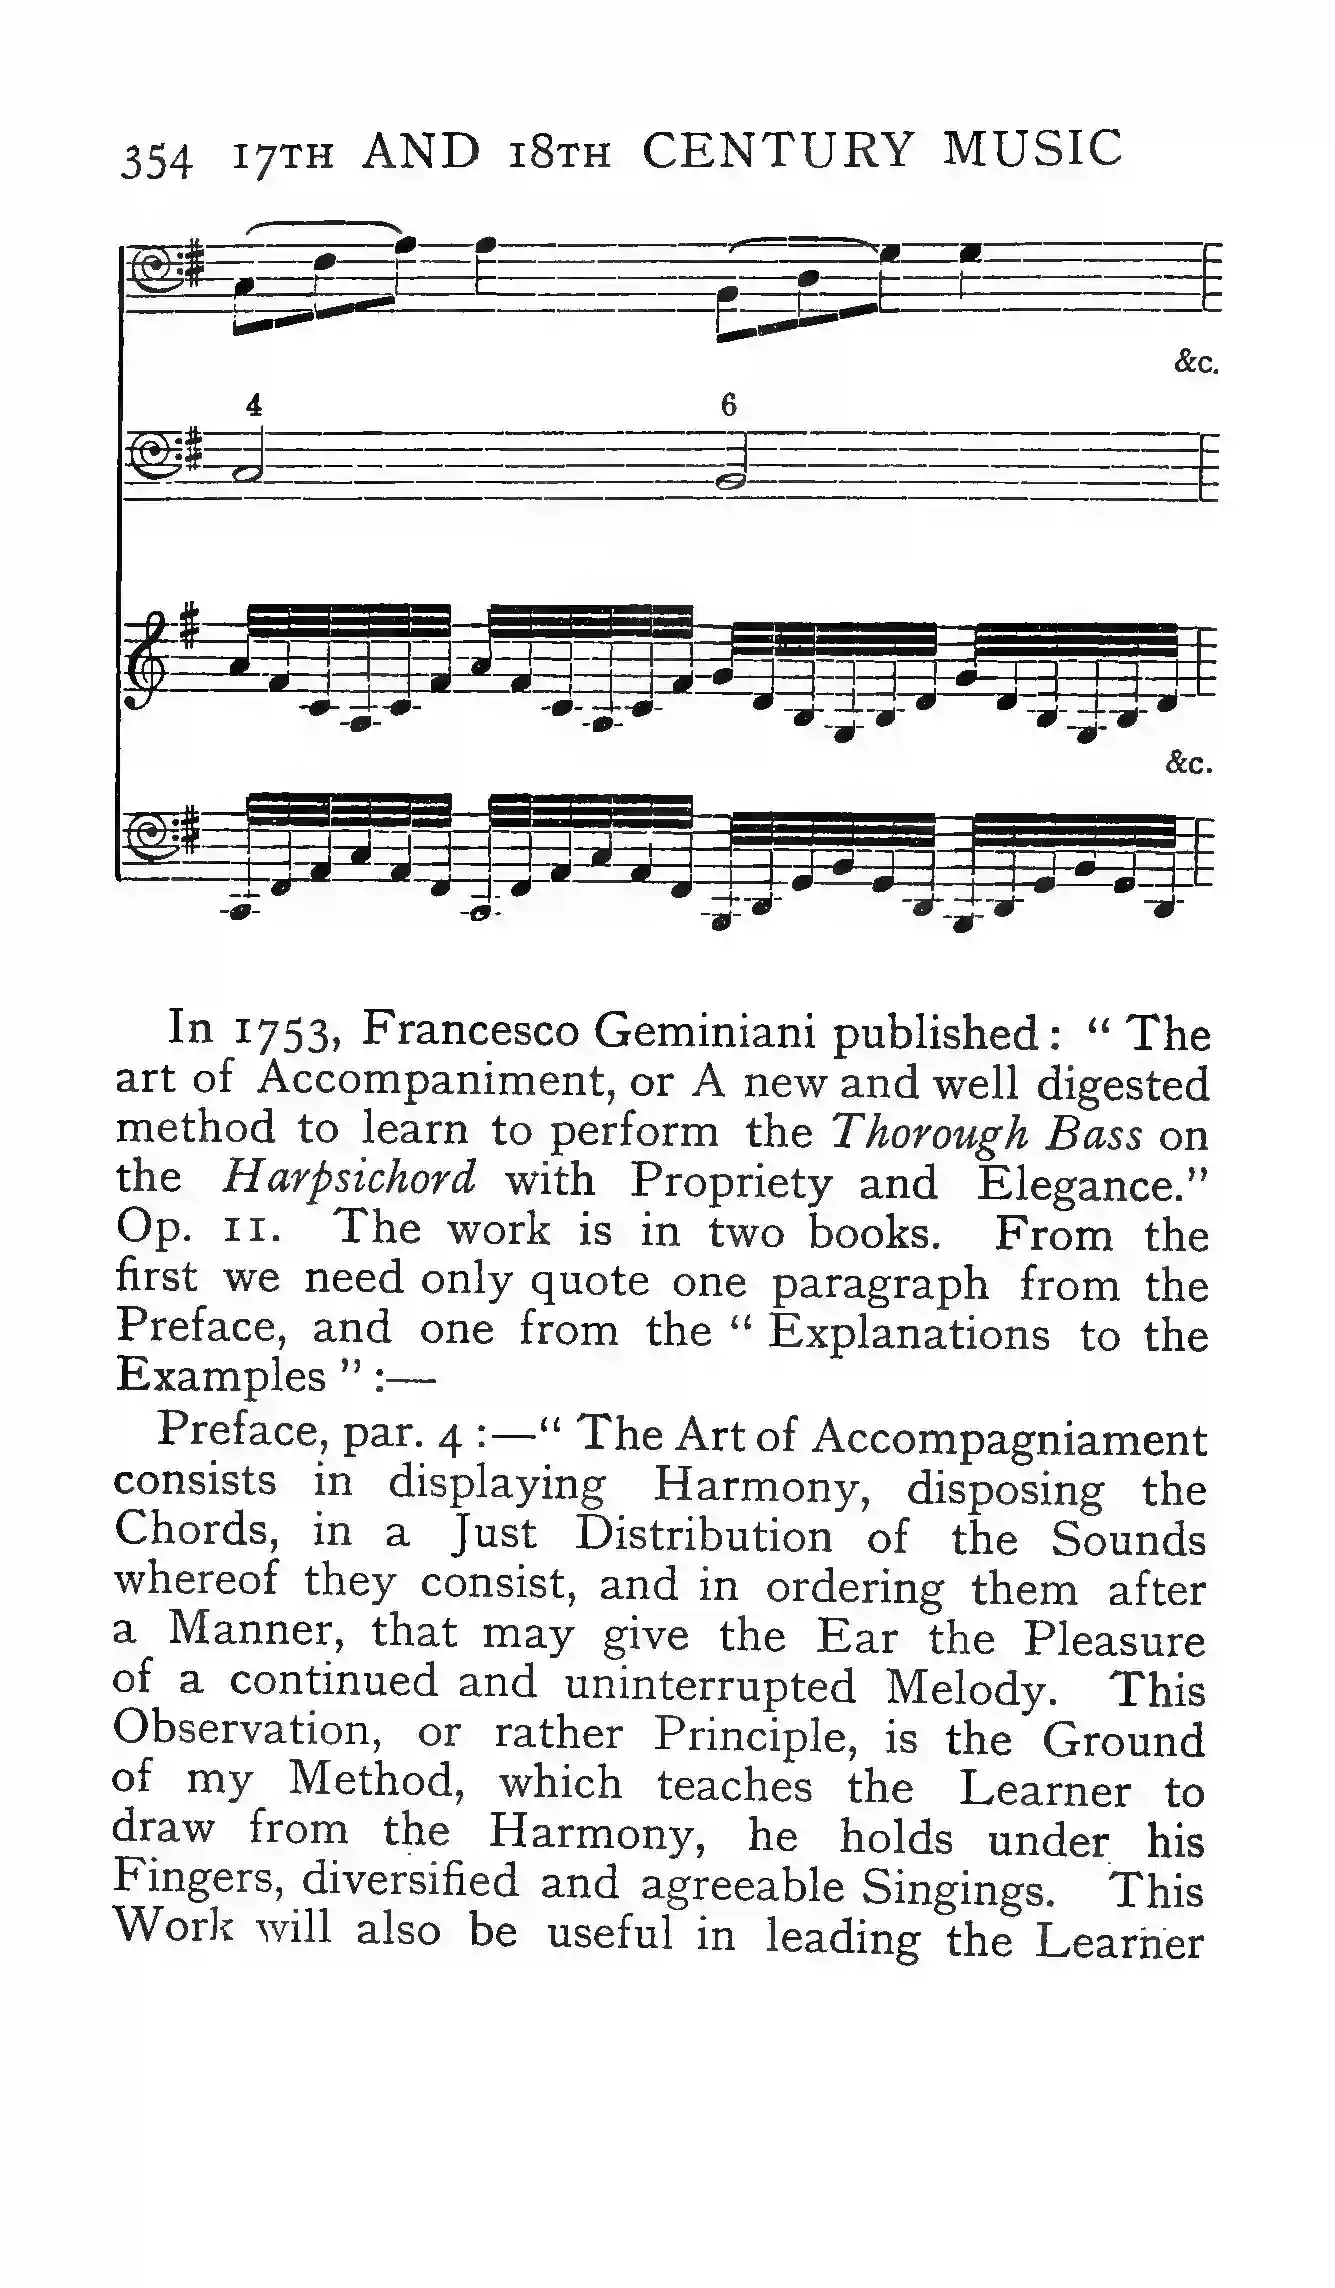 354 17TH AND 18TH CENTURY MUSIC
&c.
4 6
&c.
In 1753, Francesco Geminiani published: “ The
art of Accompaniment, or A new and well digested
method to learn to perform the Thorough Bass on
the Harpsichord with Propriety and Elegance.”
Op. 11. The work is in two books. From the
first we need only quote one paragraph from the
Preface, and one from the “ Explanations to the
Examples ” :—
Preface, par. 4 :—“ The Art of Accompagniament
consists in displaying Harmony, disposing the
Chords, in a Just Distribution of the Sounds
whereof they consist, and in ordering them after
a Manner, that may give the Ear the Pleasure
of a continued and uninterrupted Melody. This
Observation, or rather Principle, is the Ground
of my Method, which teaches the Learner to
draw from the Harmony, he holds under his
Fingers, diversified and agreeable Singings. This
Work will also be useful in leading the Learner